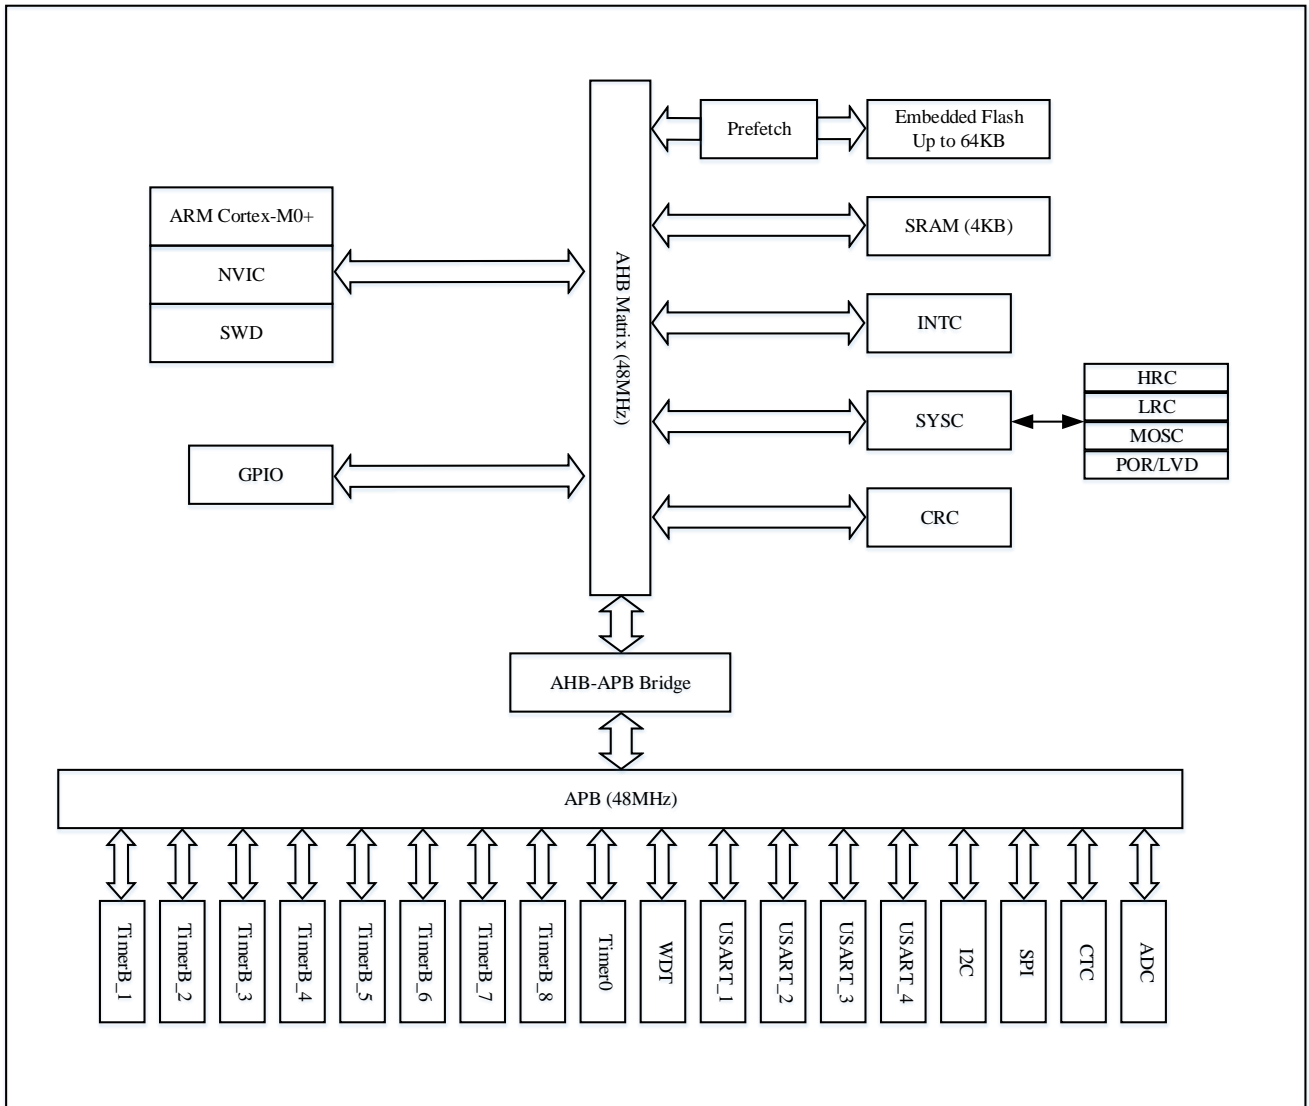 Prefetch
Embedded Flash
Up to 64KB
ARM Cortex-M0+
NVIC
SWD
SRAM (4KB)
AHB Matrix (48MHz)
INTC
HRC
LRC
MOSC
POR/LVD
SYSC
GPIO
CRC
AHB-APB Bridge
APB (48MHz)
TimerB_1
TimerB_2
TimerB_3
TimerB_4
TimerB_5
TimerB_6
TimerB_7
TimerB_8
Timer0
WDT
USART_1
USART_2
USART_3
USART_4
I2C
SPI
CTC
ADC